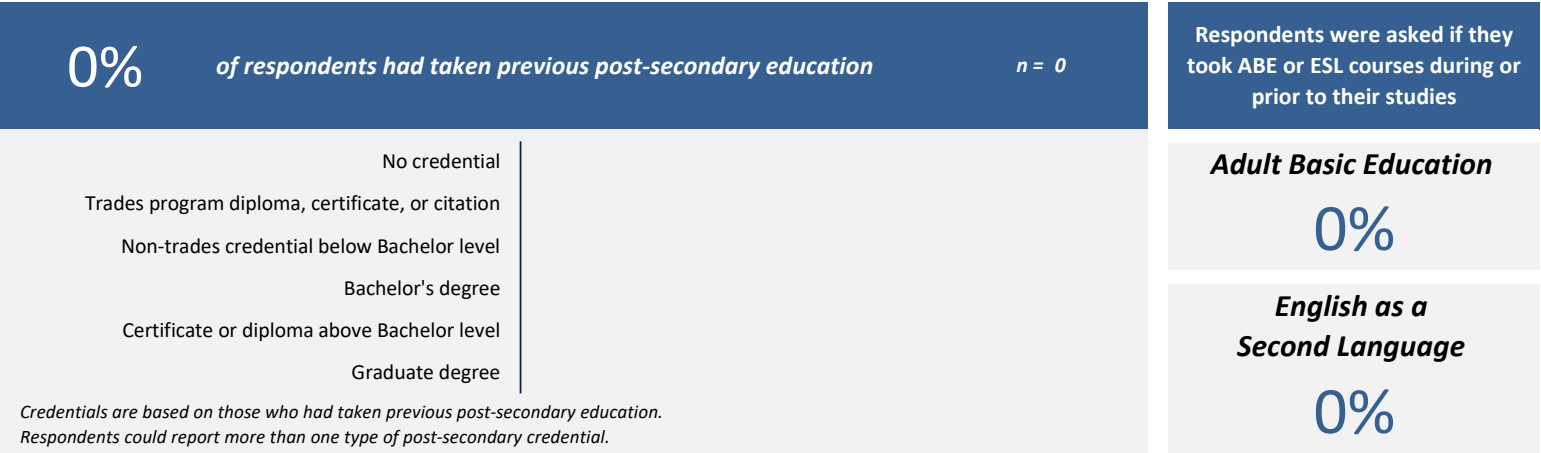 0% of respondents had taken previous post-secondary education n = 0
No credential
Trades program diploma, certificate, or citation
Non-trades credential below Bachelor level
Bachelor's degree
Certificate or diploma above Bachelor level
Graduate degree
Credentials are based on those who had taken previous post-secondary education.
Respondents could report more than one type of post-secondary credential.
Respondents were asked if they
took ABE or ESL courses during or
prior to their studies
Adult Basic Education
0%
English as a
Second Language
0%